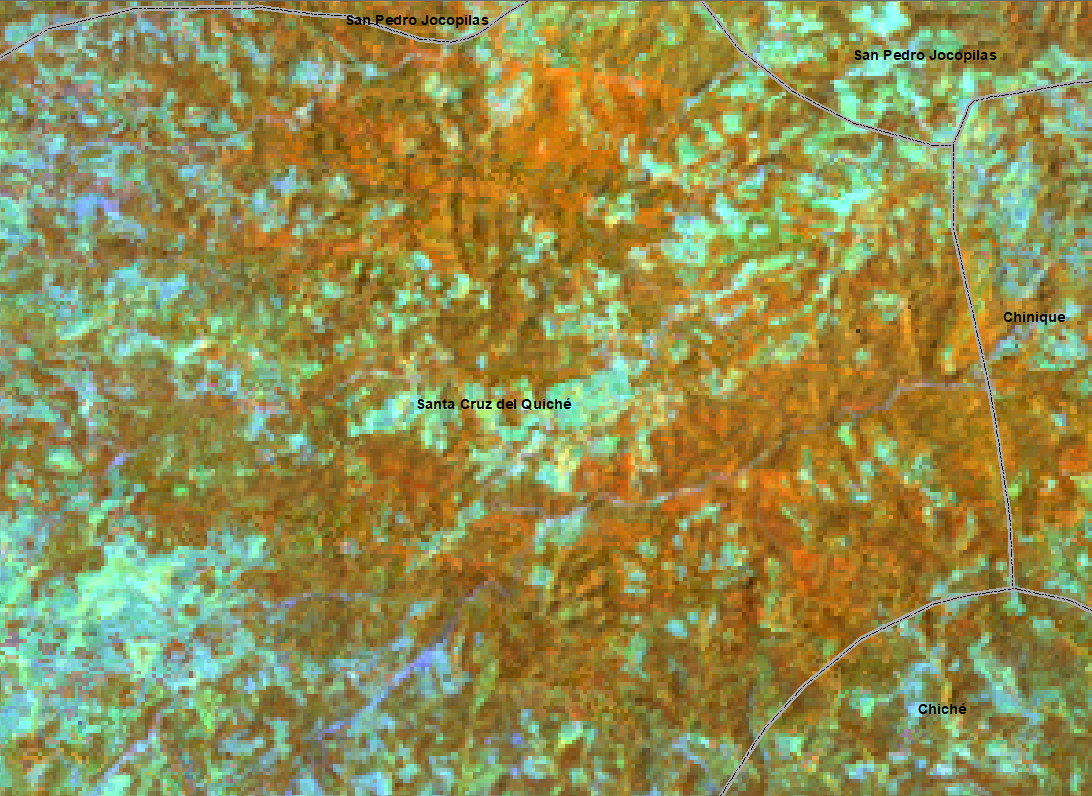 San Pedro Jocopilas
San Pedro Jocopilas
Chinique
Santa Cruz del Quiché
Chiché